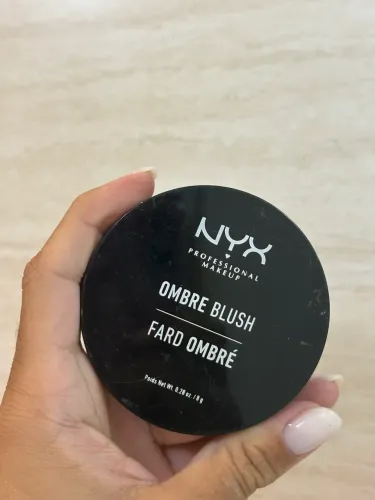 NYX
PROFESSIONAL
MAKEUP
OMBRE BLUSH
FARD OMBRÉ
Poids Net Wt. 0.28 oz. / 8 g